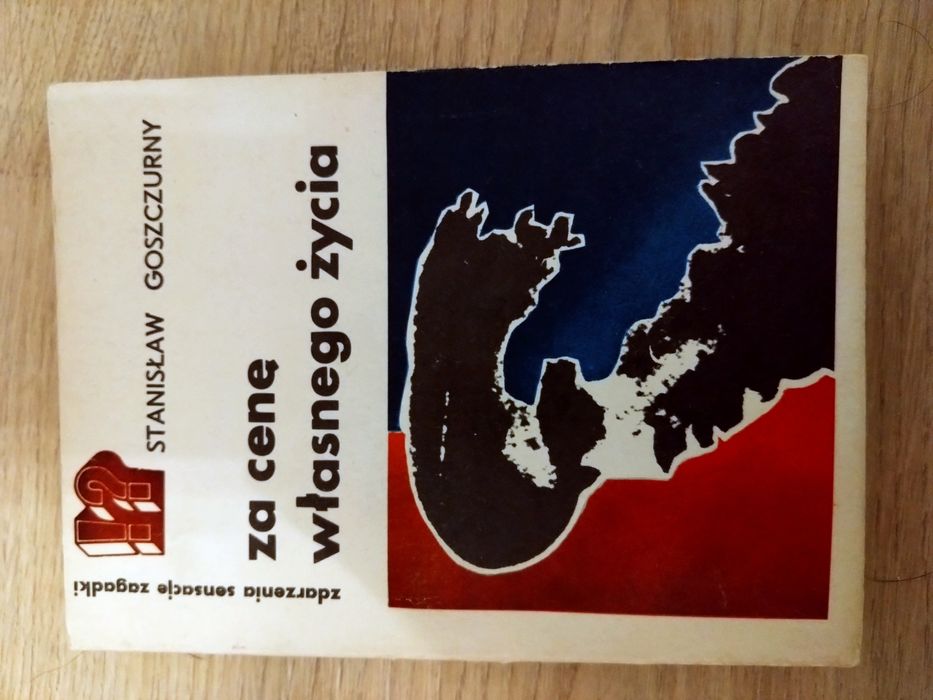 !?
STANISŁAW GOSZCZURNY
za cenę
własnego życia
zdarzenia sensacje zagadki